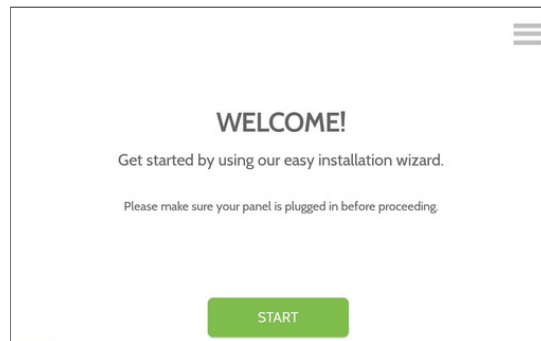 WELCOME!
Get started by using our easy installation wizard.
Please make sure your panel is plugged in before proceeding.
START